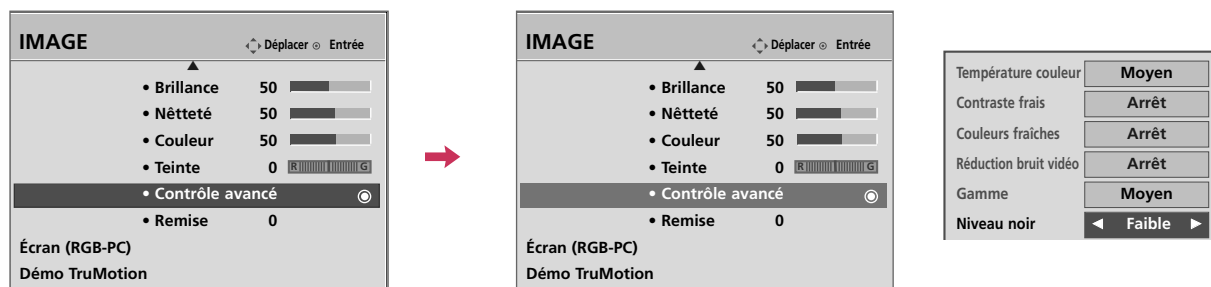 IMAGE
Déplacer Entrée
• Brillance 50
• Nêtteté 50
• Couleur 50
• Teinte 0 R G
• Contrôle avancé
• Remise 0
Écran (RGB-PC)
Démo TruMotion
IMAGE
Déplacer Entrée
• Brillance 50
• Nêtteté 50
• Couleur 50
• Teinte 0 R G
• Contrôle avancé
• Remise 0
Écran (RGB-PC)
Démo TruMotion
Température couleur Moyen
Contraste frais Arrêt
Couleurs fraîches Arrêt
Réduction bruit vidéo Arrêt
Gamme Moyen
Niveau noir Faible